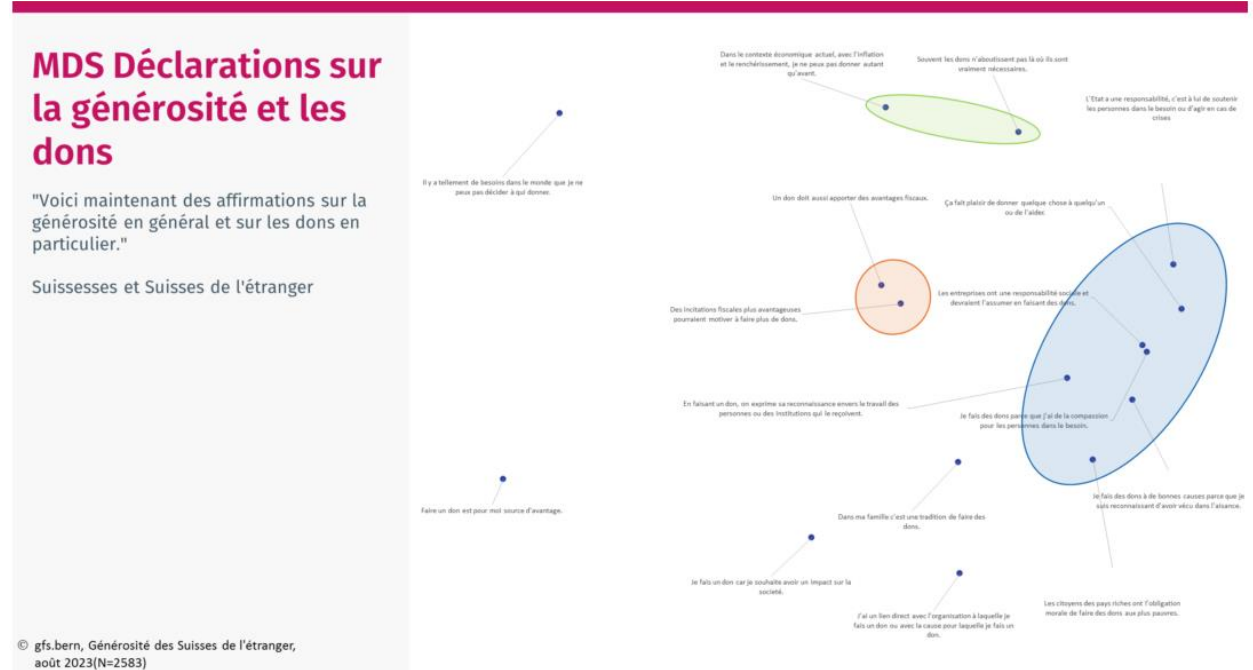 MDS Déclarations sur
la générosité et les
dons
"Voici maintenant des affirmations sur la
générosité en général et sur les dons en
particulier."
Suissesses et Suisses de l'étranger
Dans le contexte économique actuel, avec l'inflation
et le renchérissement, je ne peux pas donner autant
qu'avant.
Souvent les dons n'aboutissent pas là où ils sont
vraiment nécessaires.
L'Etat a une responsabilité, c'est à lui de soutenir
les personnes dans le besoin ou d'agir en cas de
crises
Il y a tellement de besoins dans le monde que je ne
peux pas décider à qui donner.
Un don doit aussi apporter des avantages fiscaux.
Ça fait plaisir de donner quelque chose à quelqu'un
ou de l'aider.
Les entreprises ont une responsabilité sociale et
devraient l'assumer en faisant des dons.
Des incitations fiscales plus avantageuses
pourraient motiver à faire plus de dons.
En faisant un don, on exprime sa reconnaissance envers le travail des
personnes ou des institutions qui le reçoivent.
Je fais des dons parce que j'ai de la compassion
pour les personnes dans le besoin.
Je fais des dons à de bonnes causes parce que je
suis reconnaissant d'avoir vécu dans l'aisance.
Faire un don est pour moi source d'avantage.
Dans ma famille c'est une tradition de faire des
dons.
Je fais un don car je souhaite avoir un impact sur la
societé.
J'ai un lien direct avec l'organisation à laquelle je
fais un don ou avec la cause pour laquelle je fais un
don.
Les citoyens des pays riches ont l'obligation
morale de faire des dons aux plus pauvres.
© gfs.bern, Générosité des Suisses de l'étranger,
août 2023(N=2583)